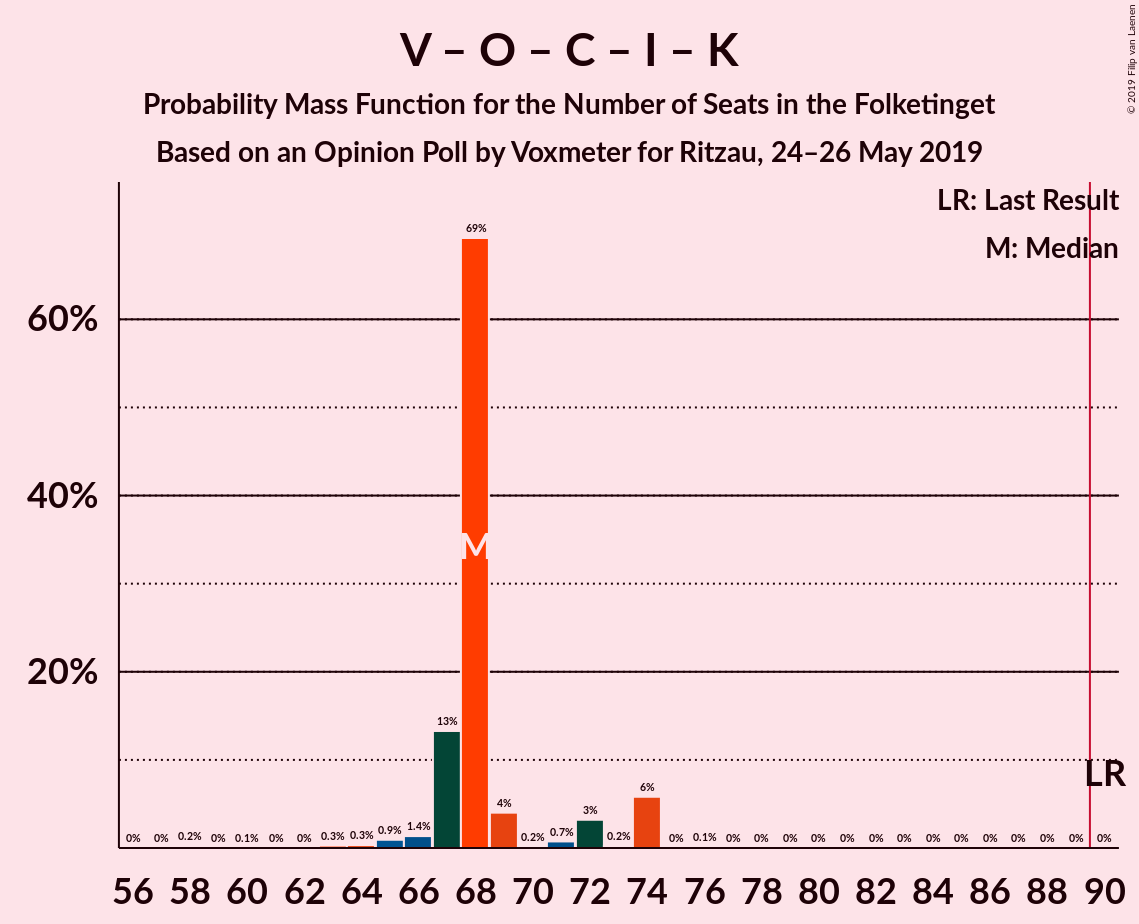 V – O – C – I – K
Probability Mass Function for the Number of Seats in the Folketinget
Based on an Opinion Poll by Voxmeter for Ritzau, 24–26 May 2019
© 2019 Filip van Laenen
LR: Last Result
M: Median
60%
40%
20%
0% 0% 0.2% 0% 0.1% 0% 0% 0.3% 0.3% 0.9% 1.4% 13% 69% 4% 0.2% 0.7% 3% 0.2% 6% 0% 0.1% 0% 0% 0% 0% 0% 0% 0% 0% 0% 0% 0% 0% 0% 0%
M
LR
56 58 60 62 64 66 68 70 72 74 76 78 80 82 84 86 88 90